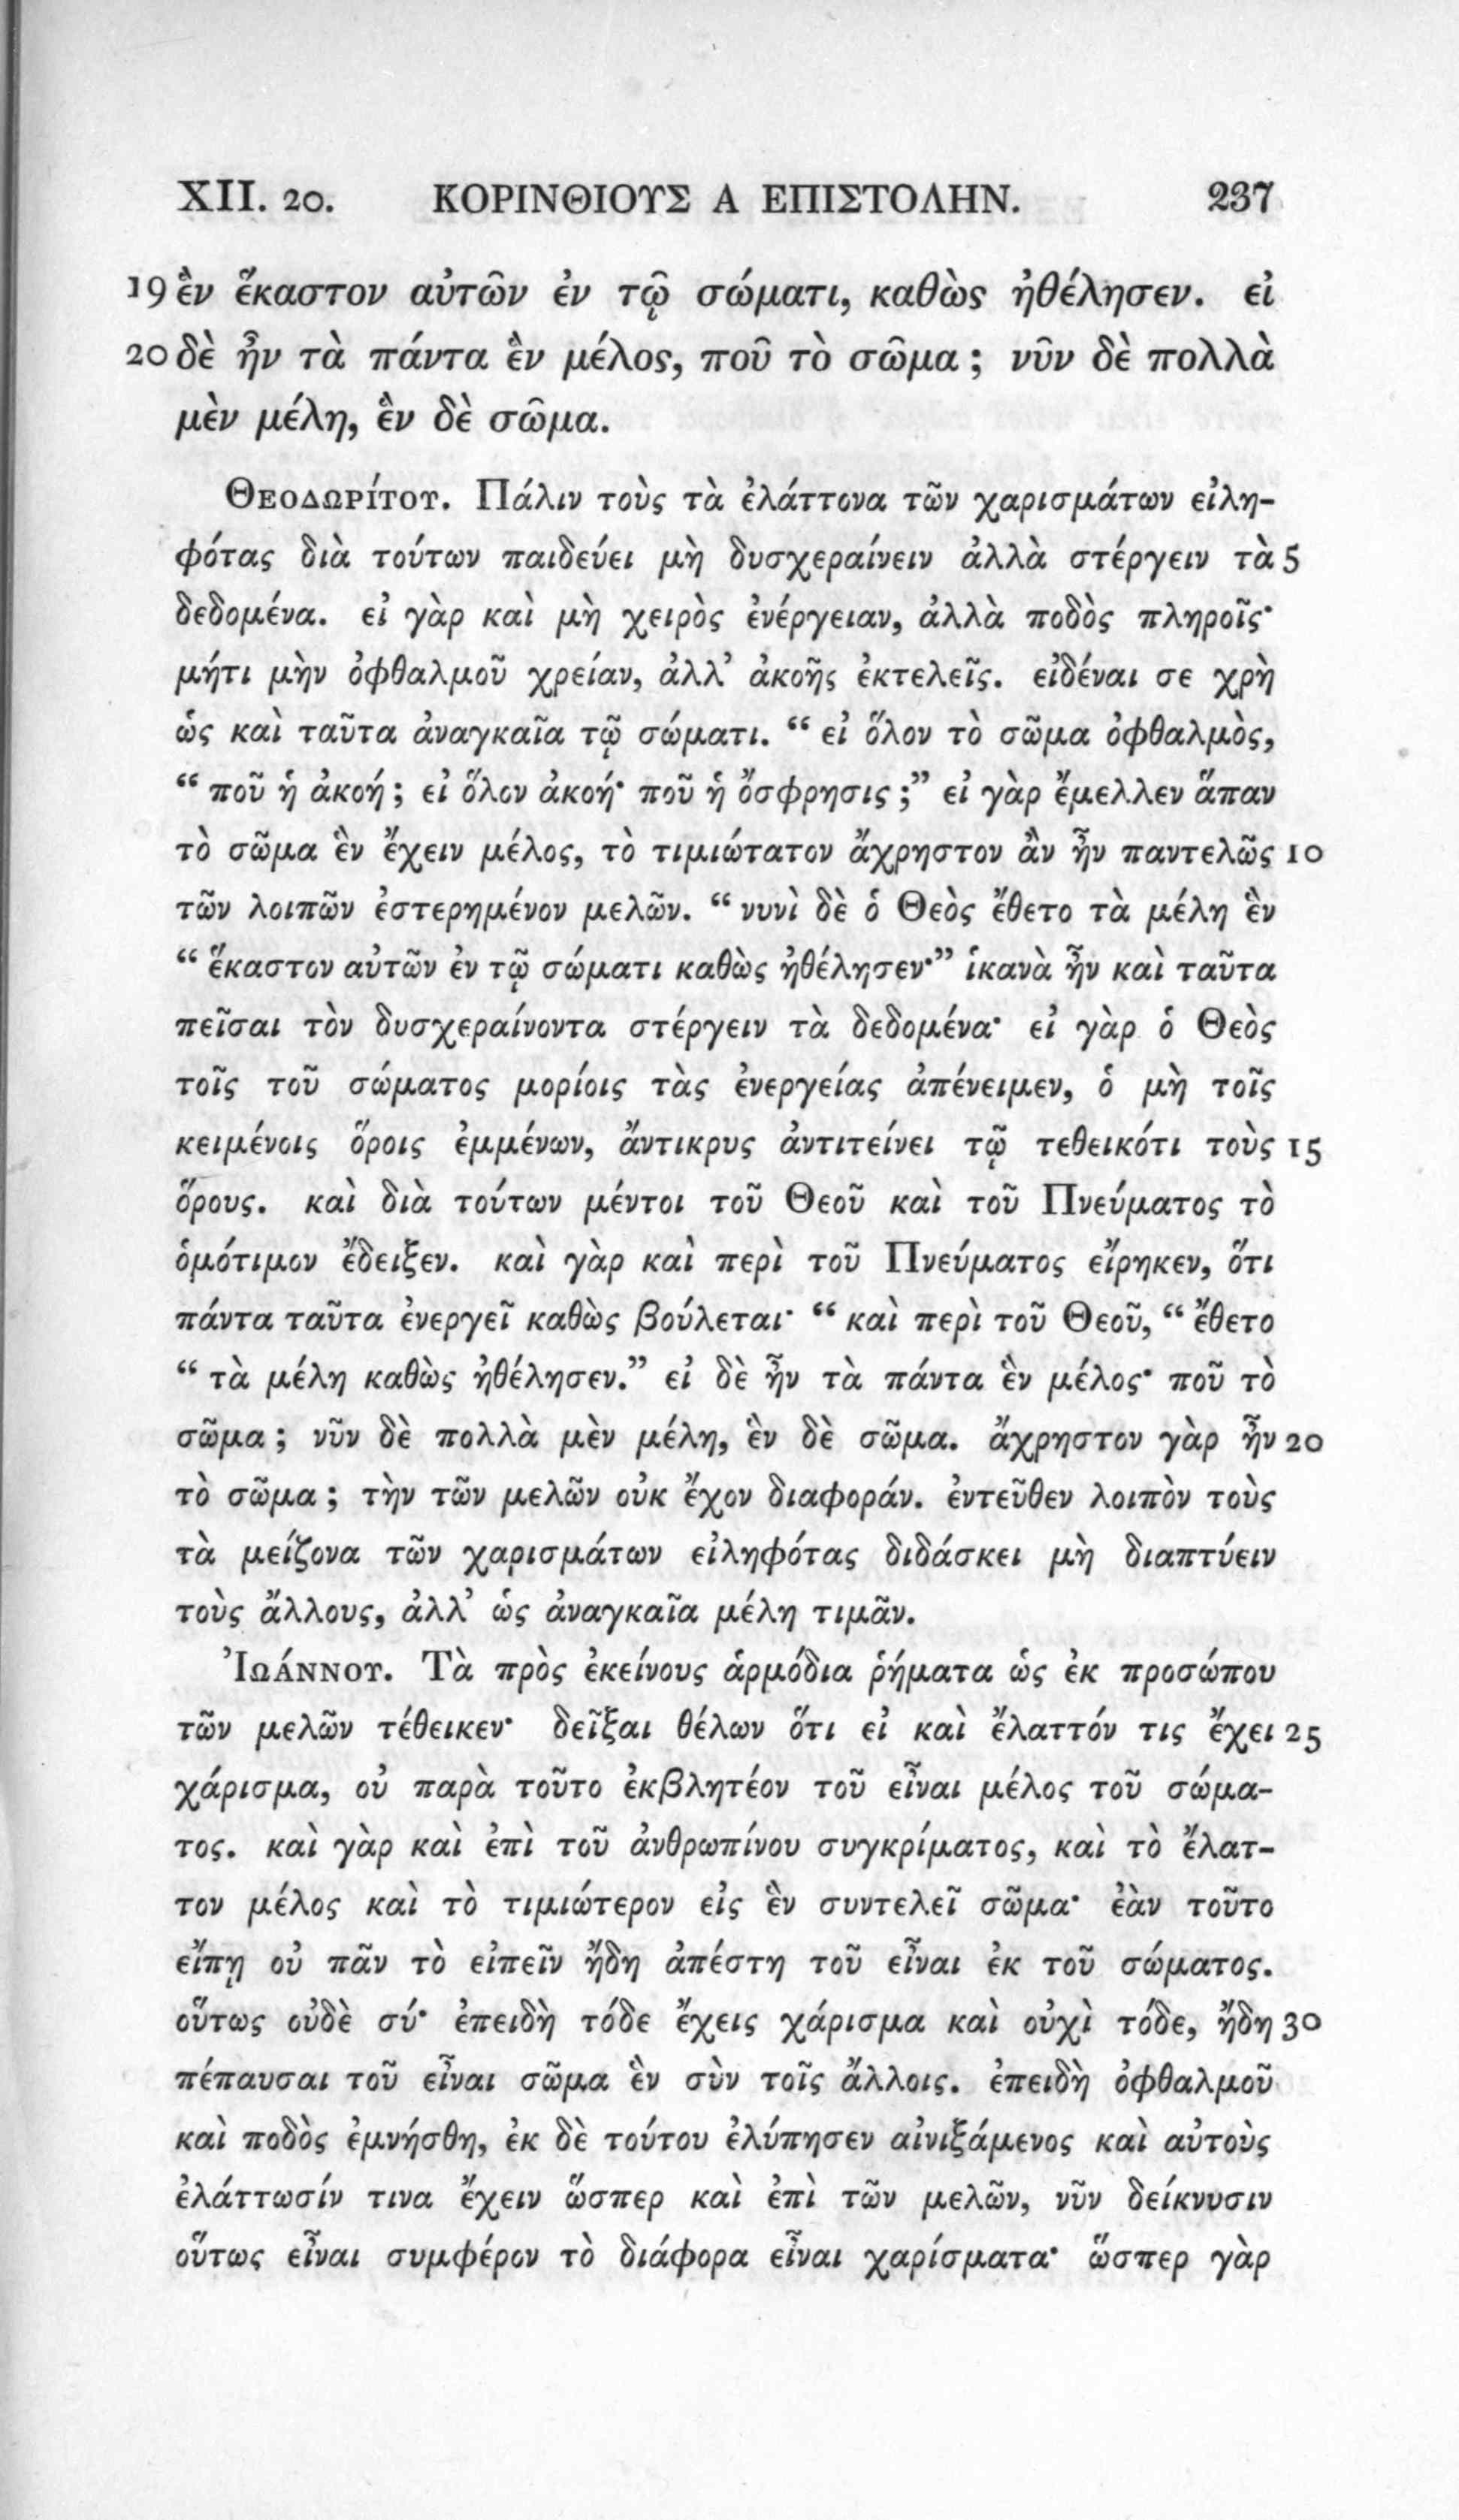 XII. 20. ΚΟΡΙΝΘΙΟΥΣ Α ΕΠΙΣΤΟΛΗΝ. 237
19 ἓν ἕκαστον αὐτῶν ἐν τῷ σώματι, καθὼς ἠθέλησεν. εἰ
20 δὲ ἦν τὰ πάντα ἓν μέλος, ποῦ τὸ σῶμα ; νῦν δὲ πολλὰ
μὲν μέλη, ἓν δὲ σῶμα.
Θεοδωρίτου. Πάλιν τοὺς τὰ ἐλάττονα τῶν χαρισμάτων εἰλη-
φότας διὰ τούτων παιδεύει μὴ δυσχεραίνειν ἀλλὰ στέργειν τὰ 5
δεδομένα. εἰ γὰρ καὶ μὴ χειρὸς ἐνέργειαν, ἀλλὰ ποδὸς πληροῖς·
μήτι μὴν ὀφθαλμοῦ χρείαν, ἀλλ’ ἀκοῆς ἐκτελεῖς. εἰδέναι σε χρὴ
ὡς καὶ ταῦτα ἀναγκαῖα τῷ σώματι. “ εἰ ὅλον τὸ σῶμα ὀφθαλμὸς,
“ ποῦ ἡ ἀκοή ; εἰ ὅλον ἀκοή· ποῦ ἡ ὄσφρησις ;” εἰ γὰρ ἔμελλεν ἅπαν
τὸ σῶμα ἓν ἔχειν μέλος, τὸ τιμιώτατον ἄχρηστον ἂν ἦν παντελῶς 10
τῶν λοιπῶν ἐστερημένον μελῶν. “ νυνὶ δὲ ὁ Θεὸς ἔθετο τὰ μέλη ἓν
“ ἕκαστον αὐτῶν ἐν τῷ σώματι καθὼς ἠθέλησεν·” ἱκανὰ ἦν καὶ ταῦτα
πεῖσαι τὸν δυσχεραίνοντα στέργειν τὰ δεδομένα· εἰ γὰρ ὁ Θεὸς
τοῖς τοῦ σώματος μορίοις τὰς ἐνεργείας ἀπένειμεν, ὁ μὴ τοῖς
κειμένοις ὅροις ἐμμένων, ἄντικρυς ἀντιτείνει τῷ τεθεικότι τοὺς 15
ὅρους. καὶ διὰ τούτων μέντοι τοῦ Θεοῦ καὶ τοῦ Πνεύματος τὸ
ὁμότιμον ἔδειξεν. καὶ γὰρ καὶ περὶ τοῦ Πνεύματος εἴρηκεν, ὅτι
πάντα ταῦτα ἐνεργεῖ καθὼς βούλεται· “ καὶ περὶ τοῦ Θεοῦ, “ ἔθετο
“ τὰ μέλη καθὼς ἠθέλησεν.” εἰ δὲ ἦν τὰ πάντα ἓν μέλος· ποῦ τὸ
σῶμα ; νῦν δὲ πολλὰ μὲν μέλη, ἓν δὲ σῶμα. ἄχρηστον γὰρ ἦν 20
τὸ σῶμα ; τὴν τῶν μελῶν οὐκ ἔχον διαφοράν. ἐντεῦθεν λοιπὸν τοὺς
τὰ μείζονα τῶν χαρισμάτων εἰληφότας διδάσκει μὴ διαπτύειν
τοὺς ἄλλους, ἀλλ’ ὡς ἀναγκαῖα μέλη τιμᾶν.
Ἰωάννου. Τὰ πρὸς ἐκείνους ἁρμόδια ῥήματα ὡς ἐκ προσώπου
τῶν μελῶν τέθεικεν· δεῖξαι θέλων ὅτι εἰ καὶ ἔλαττόν τις ἔχει 25
χάρισμα, οὐ παρὰ τοῦτο ἐκβλητέον τοῦ εἶναι μέλος τοῦ σώμα-
τος. καὶ γὰρ καὶ ἐπὶ τοῦ ἀνθρωπίνου συγκρίματος, καὶ τὸ ἔλατ-
τον μέλος καὶ τὸ τιμιώτερον εἰς ἓν συντελεῖ σῶμα· ἐὰν τοῦτο
εἴπῃ οὐ πᾶν τὸ εἰπεῖν ἤδη ἀπέστη τοῦ εἶναι ἐκ τοῦ σώματος.
οὕτως οὐδὲ σύ· ἐπειδὴ τόδε ἔχεις χάρισμα καὶ οὐχὶ τόδε, ἤδη 30
πέπαυσαι τοῦ εἶναι σῶμα ἓν σὺν τοῖς ἄλλοις. ἐπειδὴ ὀφθαλμοῦ
καὶ ποδὸς ἐμνήσθη, ἐκ δὲ τούτου ἐλύπησεν αἰνιξάμενος καὶ αὐτοὺς
ἐλάττωσίν τινα ἔχειν ὥσπερ καὶ ἐπὶ τῶν μελῶν, νῦν δείκνυσιν
οὕτως εἶναι συμφέρον τὸ διάφορα εἶναι χαρίσματα· ὥσπερ γὰρ